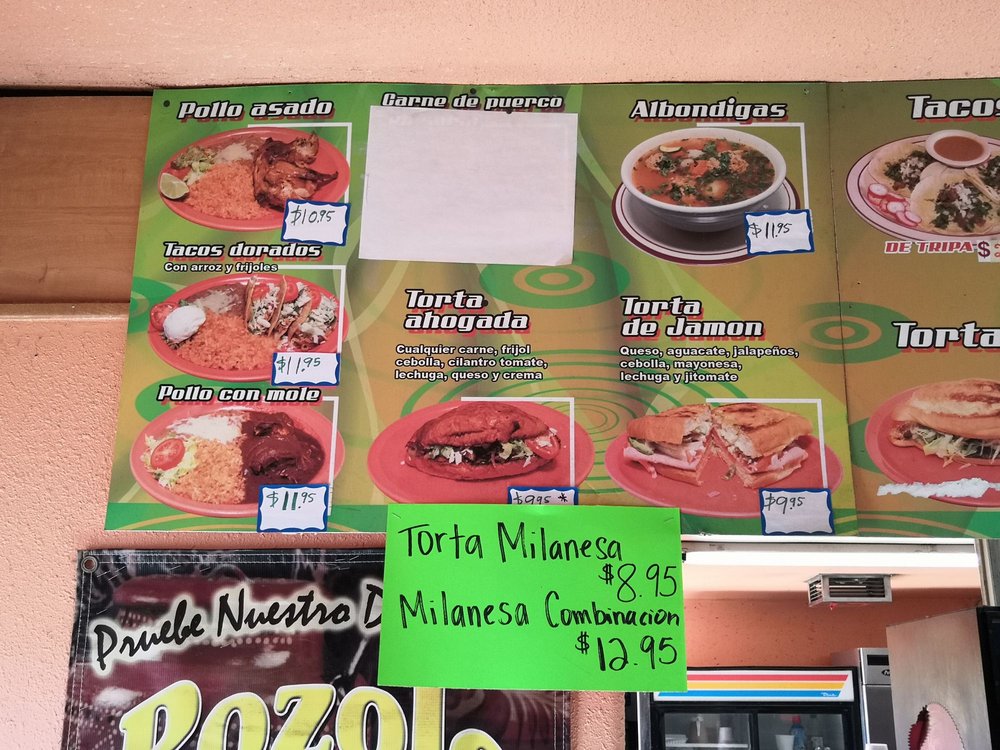 Pollo asado
$10.95
Tacos dorados
Con arroz y frijoles
$11.95
Pollo con mole
$11.95
Carne de puerco
Torta
ahogada
Cualquier carne, frijol
cebolla, cilantro tomate,
lechuga, queso y crema
$9.95 *
Albondigas
$11.95
Torta
de Jamon
Queso, aguacate, jalapeños,
cebolla, mayonesa,
lechuga y jitomate
$9.95
Tacos
DE TRIPA $
Torta
Torta Milanesa
$8.95
Milanesa Combinacion
$12.95
Pruebe Nuestro